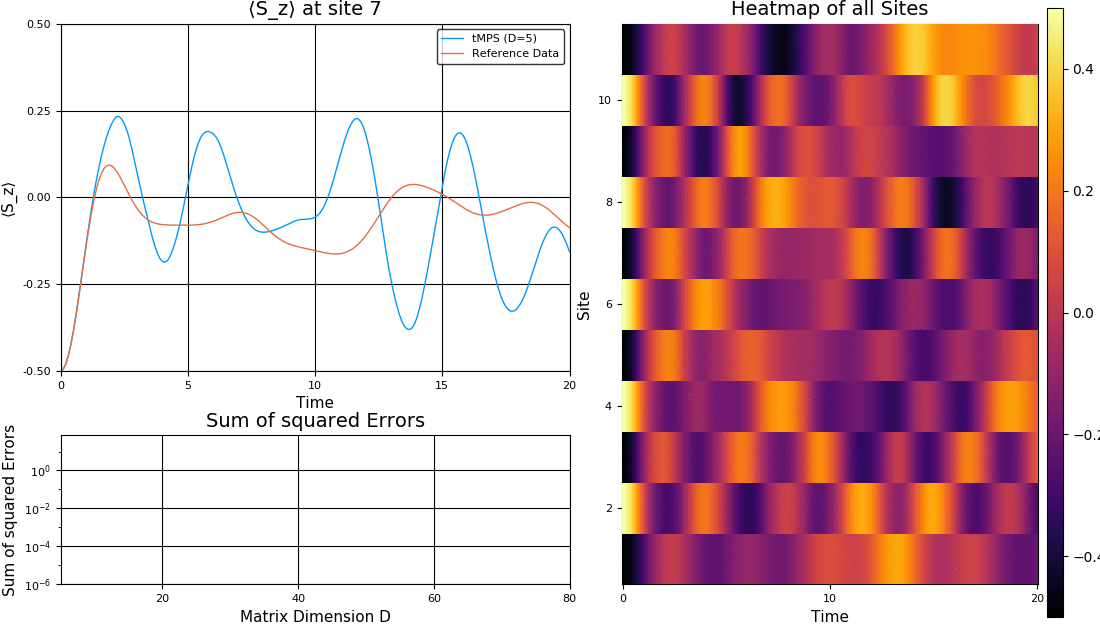 ⟨S_z⟩ at site 7
0.50
0.25
0.00
-0.25
-0.50
⟨S_z⟩
tMPS (D=5)
Reference Data
0
5
10
15
20
Time
Sum of squared Errors
Sum of squared Errors
10⁰
10⁻²
10⁻⁴
10⁻⁶
20
40
60
80
Matrix Dimension D
Heatmap of all Sites
Site
10
8
6
4
2
0
10
20
Time
0.4
0.2
0.0
−0.2
−0.4